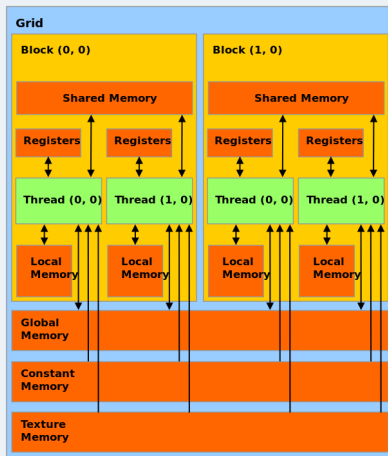 Grid
Block (0, 0)
Block (1, 0)
Shared Memory
Shared Memory
Registers
Registers
Registers
Registers
Thread (0, 0)
Thread (1, 0)
Thread (0, 0)
Thread (1, 0)
Local
Memory
Local
Memory
Local
Memory
Local
Memory
Global
Memory
Constant
Memory
Texture
Memory